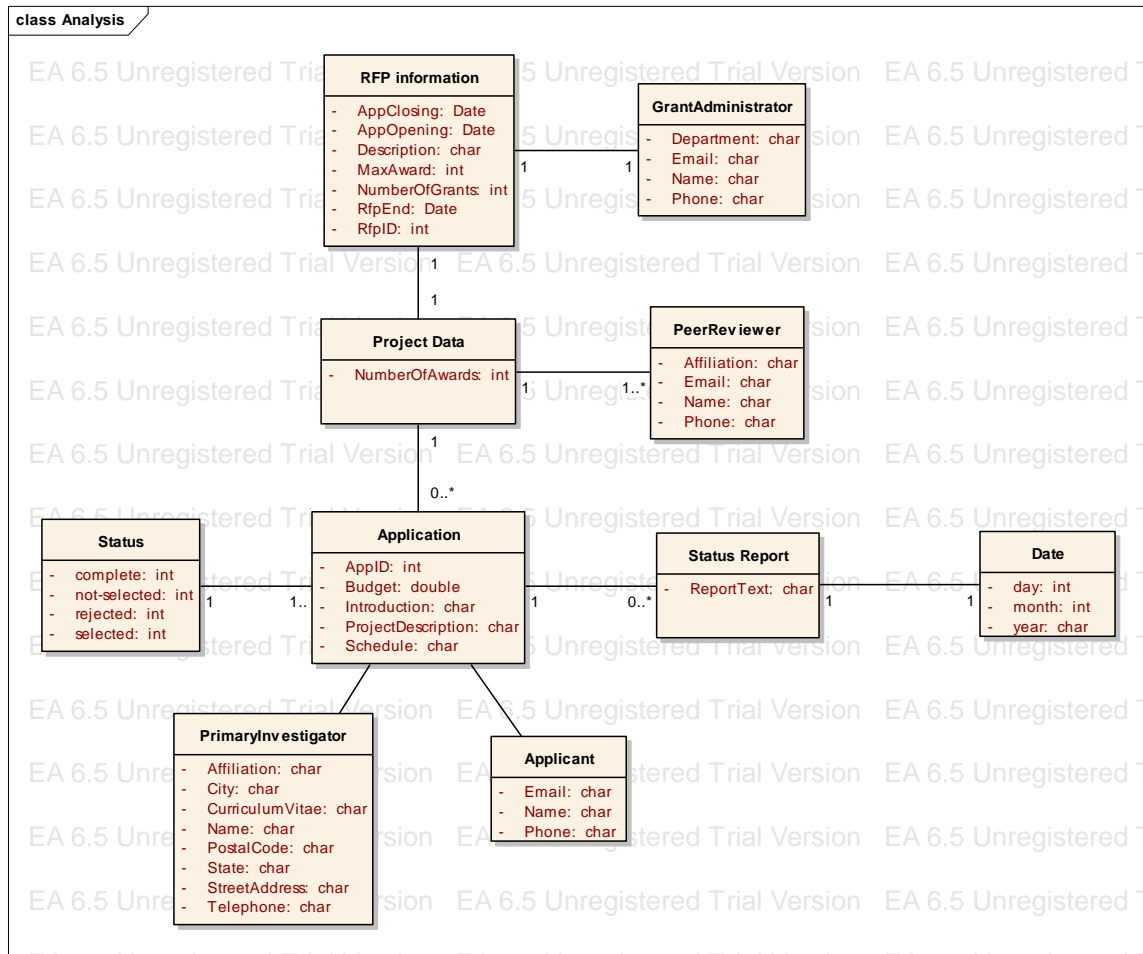 class Analysis
EA 6.5 Unregistered Trial Version
RFP information
- AppClosing: Date
- AppOpening: Date
- Description: char
- MaxAward: int
- NumberOfGrants: int
- RfpEnd: Date
- RfpID: int
GrantAdministrator
- Department: char
- Email: char
- Name: char
- Phone: char
1
1
1
1
Project Data
- NumberOfAwards: int
PeerReviewer
- Affiliation: char
- Email: char
- Name: char
- Phone: char
1
1..*
1
0..*
Status
- complete: int
- not-selected: int
- rejected: int
- selected: int
1
1..
Application
- AppID: int
- Budget: double
- Introduction: char
- ProjectDescription: char
- Schedule: char
1
0..*
Status Report
- ReportText: char
1
1
Date
- day: int
- month: int
- year: char
PrimaryInvestigator
- Affiliation: char
- City: char
- CurriculumVitae: char
- Name: char
- PostalCode: char
- State: char
- StreetAddress: char
- Telephone: char
Applicant
- Email: char
- Name: char
- Phone: char